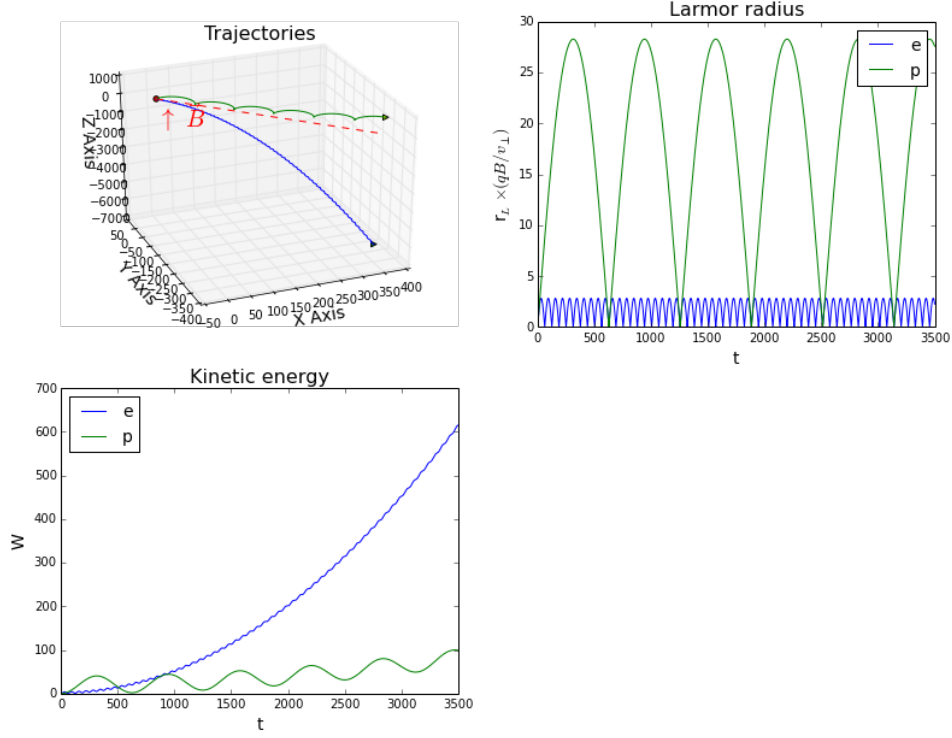 Trajectories
1000
0
−1000
−2000
−3000
−4000
−5000
−6000
−7000
Z Axis
↑ B
50
0
−50
−100
−150
−200
−250
−300
−350
−400
Y Axis
−50 0 50 100 150 200 250 300 350 400
X Axis
Larmor radius
30
25
20
15
10
5
0
r_L ×(qB/v⊥)
e
p
0 500 1000 1500 2000 2500 3000 3500
t
Kinetic energy
700
600
500
400
300
200
100
0
W
e
p
0 500 1000 1500 2000 2500 3000 3500
t